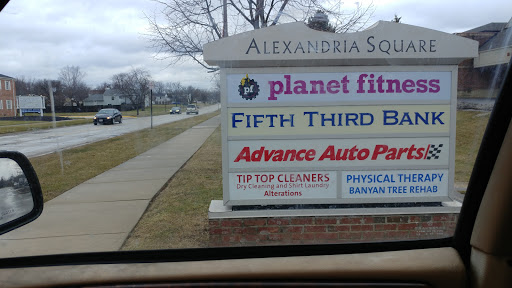 ALEXANDRIA SQUARE
pf planet fitness
FIFTH THIRD BANK
Advance Auto Parts
TIP TOP CLEANERS
Dry Cleaning and Shirt Laundry
Alterations
PHYSICAL THERAPY
BANYAN TREE REHAB